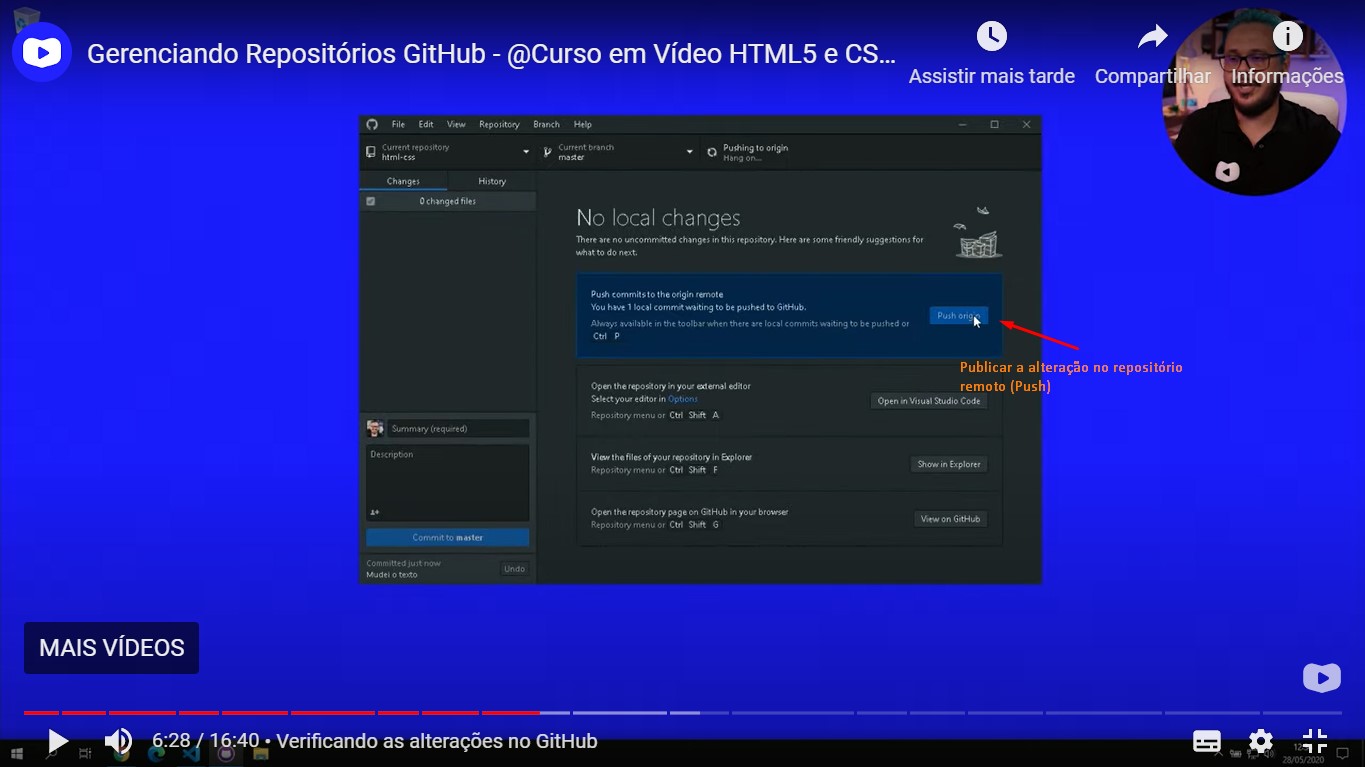 Gerenciando Repositórios GitHub - @Curso em Vídeo HTML5 e CS...
Assistir mais tarde
Compartilhar
Informações
File Edit View Repository Branch Help
Current repository
html-css
Current branch
master
Pushing to origin
Hang on...
Changes
History
0 changed files
No local changes
There are no uncommitted changes in this repository. Here are some friendly suggestions for
what to do next.
Push commits to the origin remote
You have 1 local commit waiting to be pushed to GitHub.
Always available in the toolbar when there are local commits waiting to be pushed or
Ctrl P
Push origin
Publicar a alteração no repositório
remoto (Push)
Open the repository in your external editor
Select your editor in Options
Repository menu or Ctrl Shift A
Open in Visual Studio Code
View the files of your repository in Explorer
Repository menu or Ctrl Shift F
Show in Explorer
Open the repository page on GitHub in your browser
Repository menu or Ctrl Shift G
View on GitHub
Summary (required)
Description
Commit to master
Committed just now
Mudei o texto
Undo
MAIS VÍDEOS
6:28 / 16:40 • Verificando as alterações no GitHub
28/05/2020